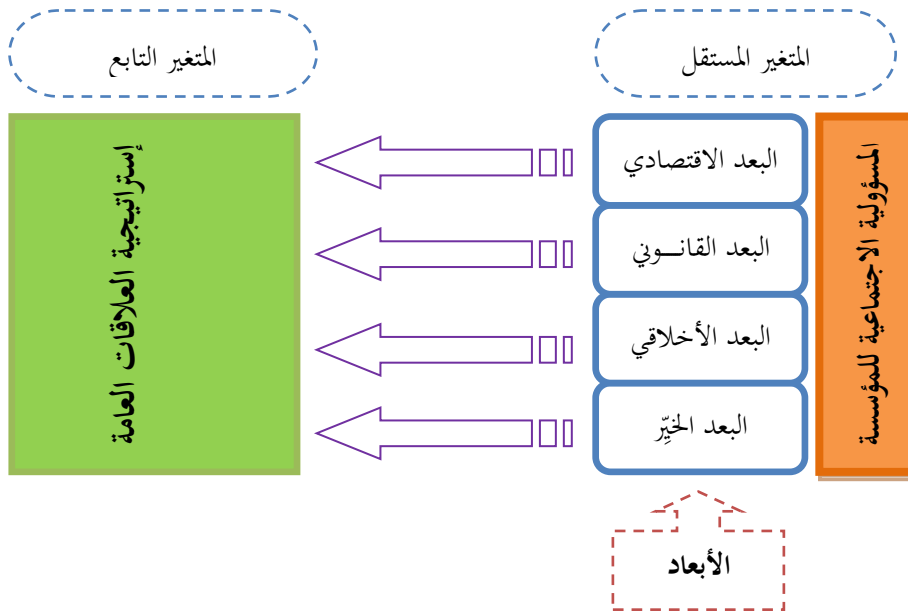 المتغير المستقل
المتغير التابع
المسؤولية الاجتماعية للمؤسسة
البعد الاقتصادي
البعد القانــوني
البعد الأخلاقي
البعد الخيِّر
إستراتيجية العلاقات العامة
الأبعاد